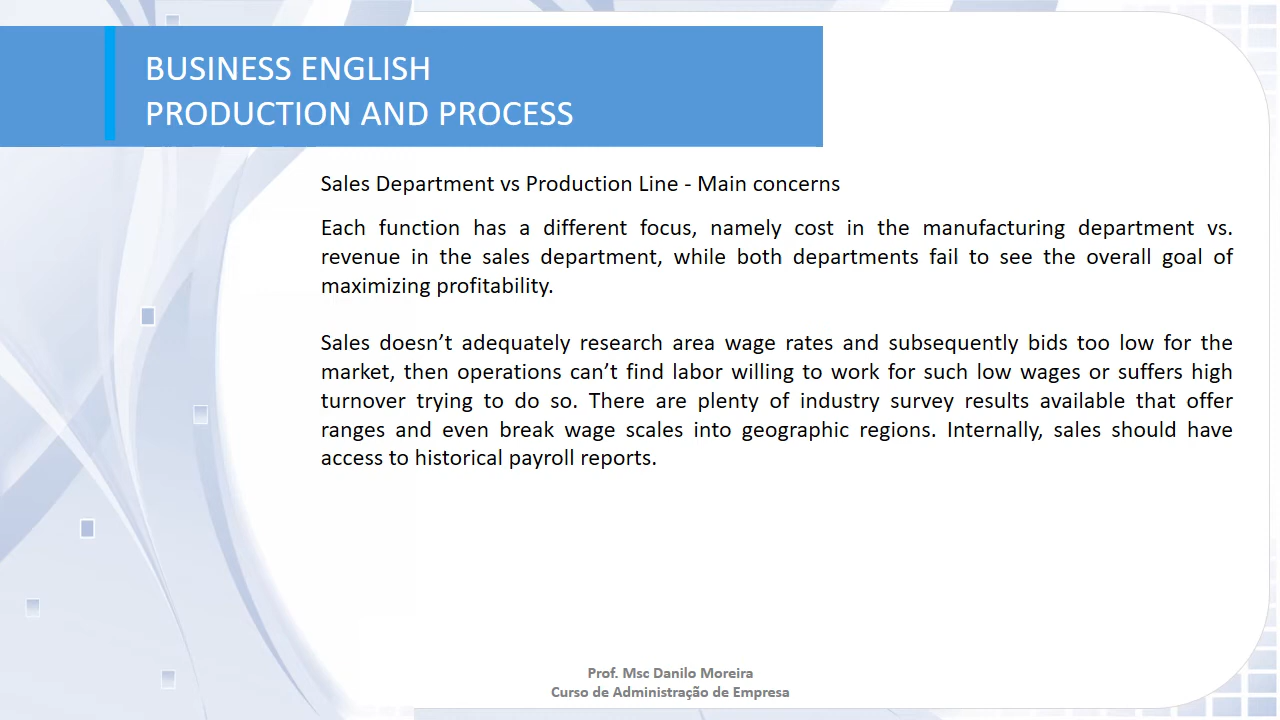 BUSINESS ENGLISH
PRODUCTION AND PROCESS
Sales Department vs Production Line - Main concerns
Each function has a different focus, namely cost in the manufacturing department vs.
revenue in the sales department, while both departments fail to see the overall goal of
maximizing profitability.
Sales doesn’t adequately research area wage rates and subsequently bids too low for the
market, then operations can’t find labor willing to work for such low wages or suffers high
turnover trying to do so. There are plenty of industry survey results available that offer
ranges and even break wage scales into geographic regions. Internally, sales should have
access to historical payroll reports.
Prof. Msc Danilo Moreira
Curso de Administração de Empresa